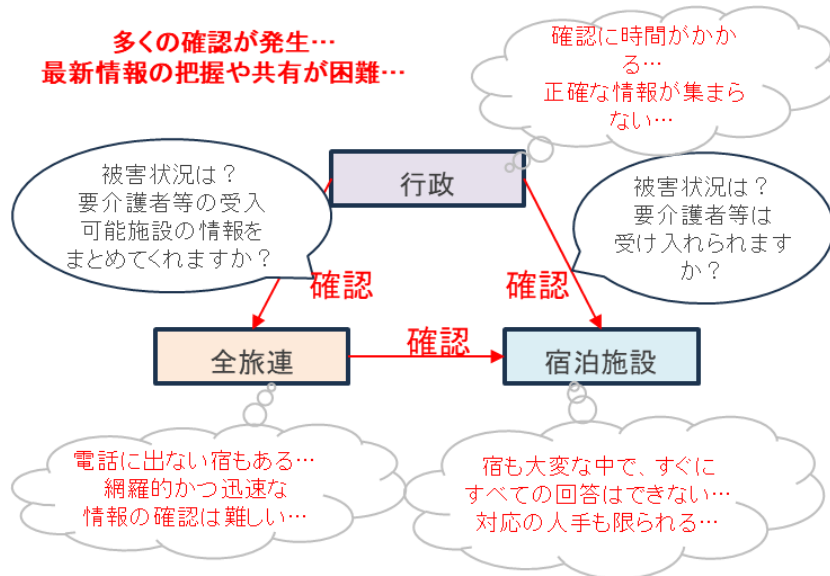 多くの確認が発生…
最新情報の把握や共有が困難…
確認に時間がかか
る…
正確な情報が集まら
ない…
行政
被害状況は？
要介護者等の受入
可能施設の情報を
まとめてくれますか？
被害状況は？
要介護者等は
受け入れられます
か？
確認
確認
全旅連
確認
宿泊施設
電話に出ない宿もある…
網羅的かつ迅速な
情報の確認は難しい…
宿も大変な中で、すぐに
すべての回答はできない…
対応の人手も限られる…